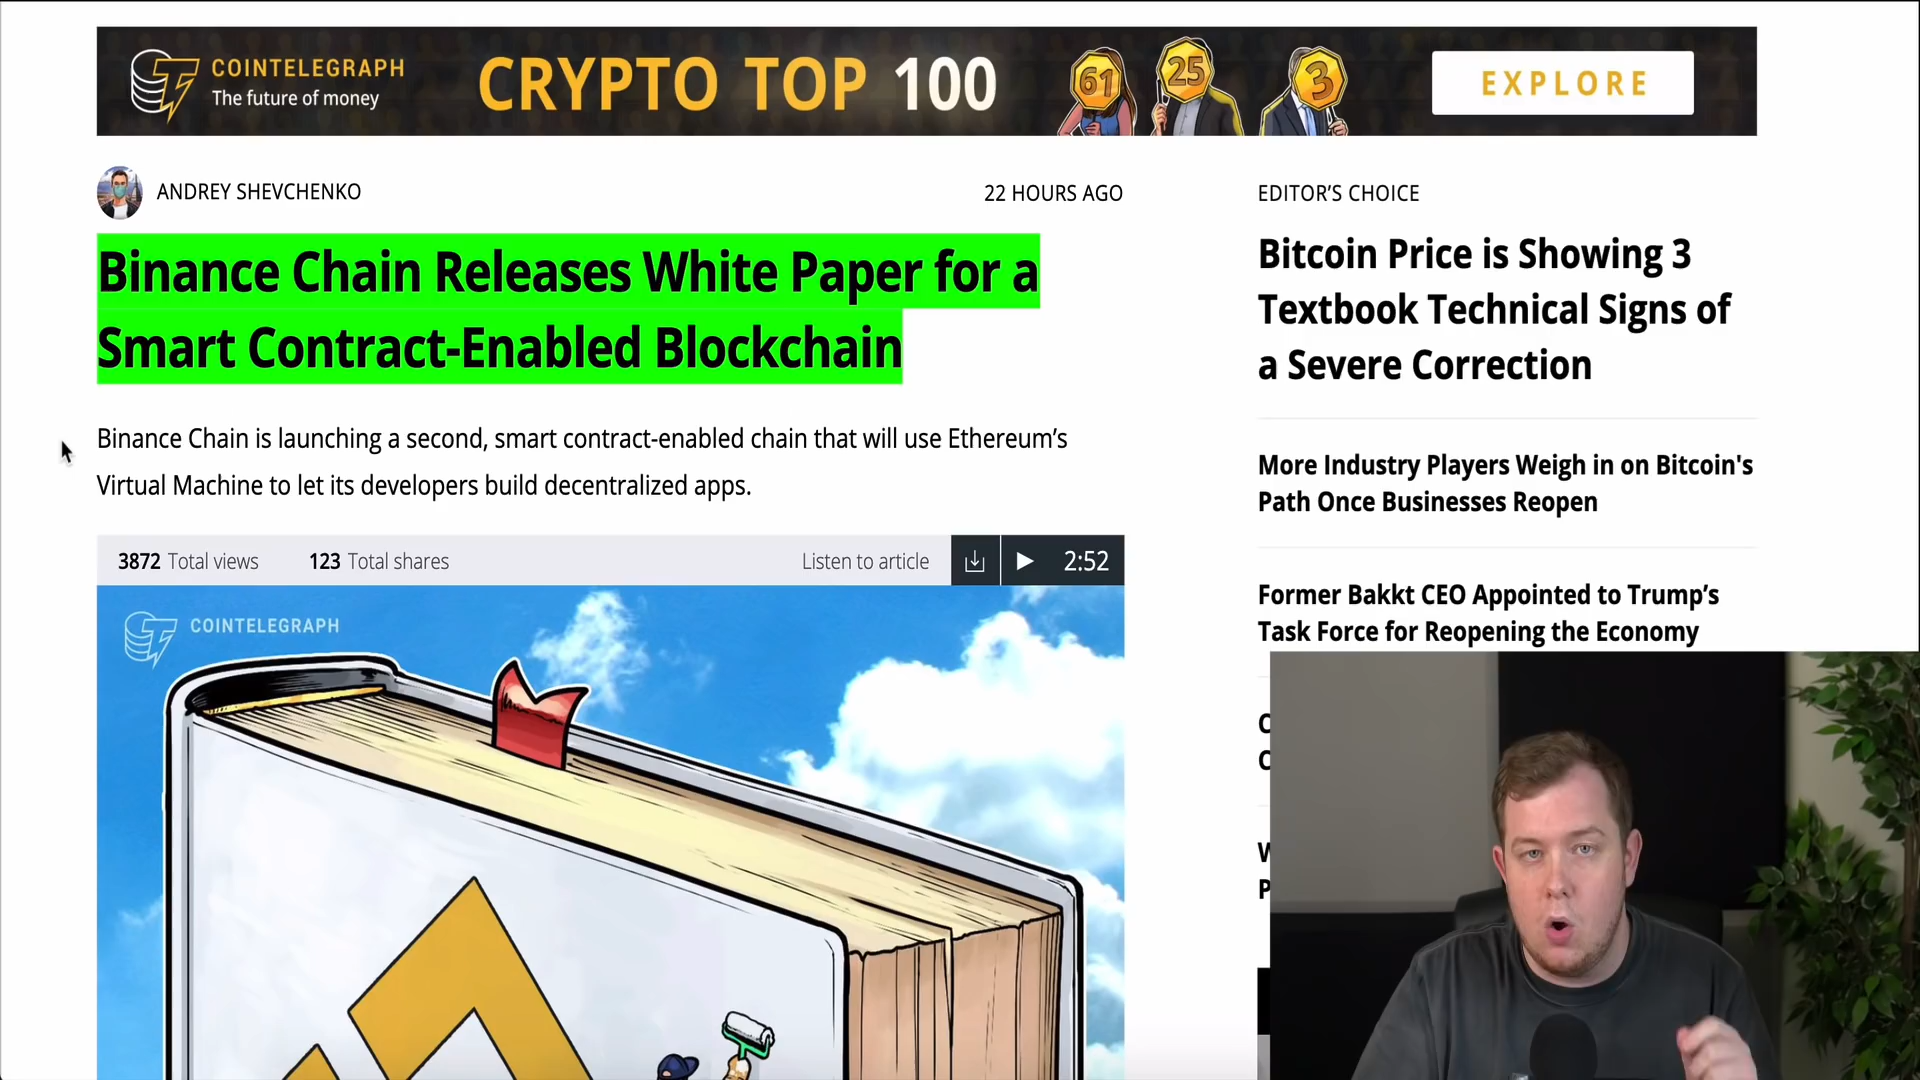 COINTELEGRAPH
The future of money
CRYPTO TOP 100
61
25
3
EXPLORE
ANDREY SHEVCHENKO
22 HOURS AGO
Binance Chain Releases White Paper for a
Smart Contract-Enabled Blockchain
Binance Chain is launching a second, smart contract-enabled chain that will use Ethereum’s
Virtual Machine to let its developers build decentralized apps.
3872 Total views
123 Total shares
Listen to article
2:52
COINTELEGRAPH
EDITOR’S CHOICE
Bitcoin Price is Showing 3
Textbook Technical Signs of
a Severe Correction
More Industry Players Weigh in on Bitcoin's
Path Once Businesses Reopen
Former Bakkt CEO Appointed to Trump’s
Task Force for Reopening the Economy